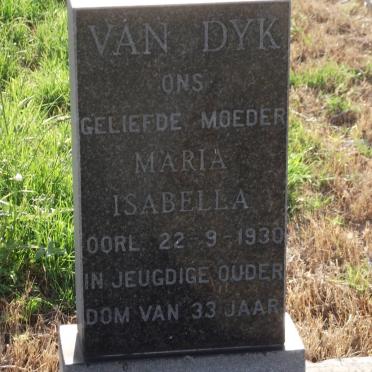 VAN DYK
ONS
GELIEFDE MOEDER
MARIA
ISABELLA
OORL. 22-9-1930
IN JEUGDIGE OUDER
DOM VAN 33 JAAR